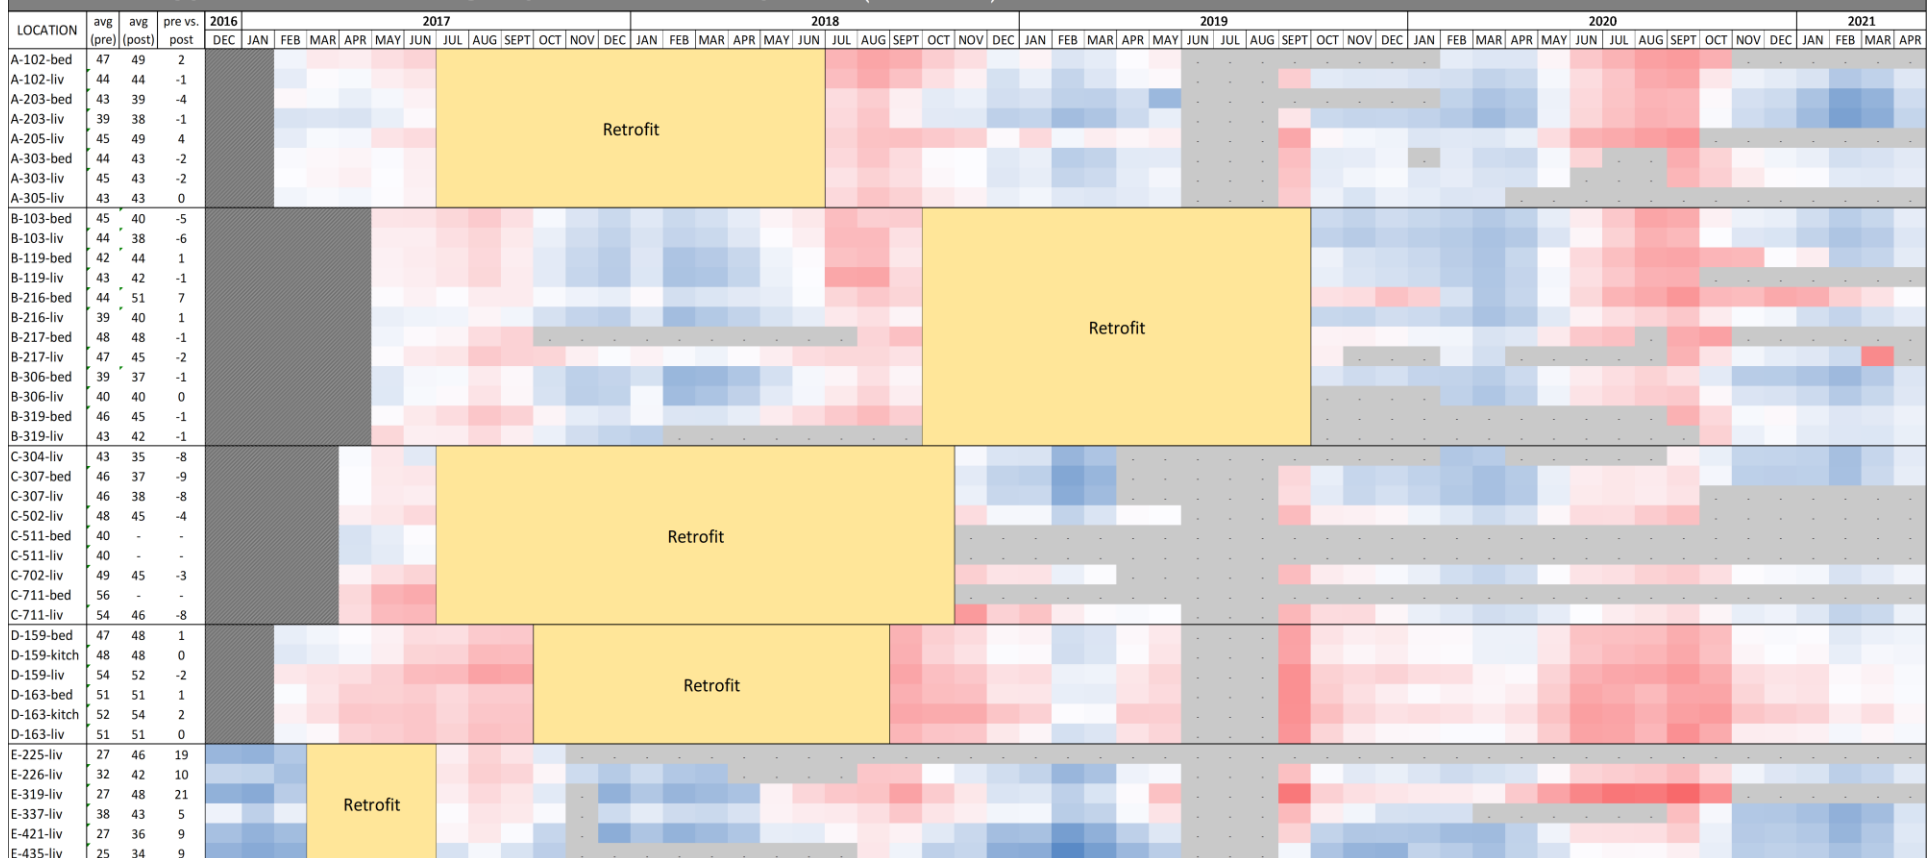 LOCATION avg (pre) avg (post) pre vs. post 2016 2017 2018 2019 2020 2021
DEC JAN FEB MAR APR MAY JUN JUL AUG SEPT OCT NOV DEC JAN FEB MAR APR MAY JUN JUL AUG SEPT OCT NOV DEC JAN FEB MAR APR MAY JUN JUL AUG SEPT OCT NOV DEC JAN FEB MAR APR MAY JUN JUL AUG SEPT OCT NOV DEC JAN FEB MAR APR
A-102-bed 47 49 2
A-102-liv 44 44 -1
A-203-bed 43 39 -4
A-203-liv 39 38 -1
Retrofit
A-205-liv 45 49 4
A-303-bed 44 43 -2
A-303-liv 45 43 -2
A-305-liv 43 43 0
B-103-bed 45 40 -5
B-103-liv 44 38 -6
B-119-bed 42 44 1
B-119-liv 43 42 -1
B-216-bed 44 51 7
B-216-liv 39 40 1
Retrofit
B-217-bed 48 48 -1
B-217-liv 47 45 -2
B-306-bed 39 37 -1
B-306-liv 40 40 0
B-319-bed 46 45 -1
B-319-liv 43 42 -1
C-304-liv 43 35 -8
C-307-bed 46 37 -9
C-307-liv 46 38 -8
C-502-liv 48 45 -4
C-511-bed 40 - -
Retrofit
C-511-liv 40 - -
C-702-liv 49 45 -3
C-711-bed 56 - -
C-711-liv 54 46 -8
D-159-bed 47 48 1
D-159-kitch 48 48 0
D-159-liv 54 52 -2
Retrofit
D-163-bed 51 51 1
D-163-kitch 52 54 2
D-163-liv 51 51 0
E-225-liv 27 46 19
E-226-liv 32 42 10
E-319-liv 27 48 21
Retrofit
E-337-liv 38 43 5
E-421-liv 27 36 9
E-435-liv 25 34 9